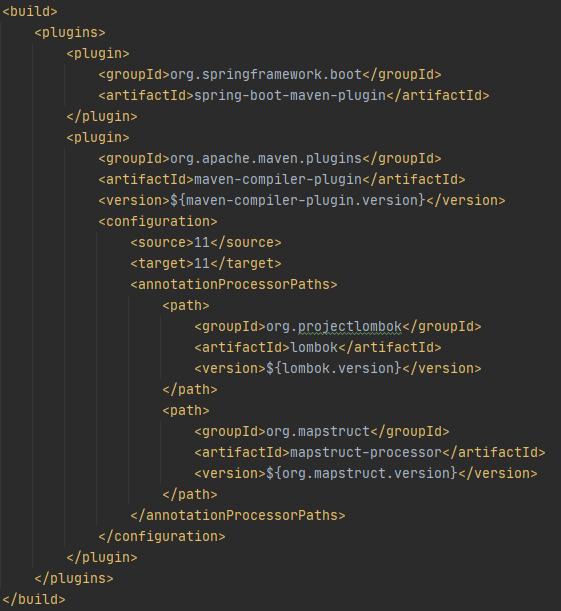 <build>
<plugins>
<plugin>
<groupId>org.springframework.boot</groupId>
<artifactId>spring-boot-maven-plugin</artifactId>
</plugin>
<plugin>
<groupId>org.apache.maven.plugins</groupId>
<artifactId>maven-compiler-plugin</artifactId>
<version>${maven-compiler-plugin.version}</version>
<configuration>
<source>11</source>
<target>11</target>
<annotationProcessorPaths>
<path>
<groupId>org.projectlombok</groupId>
<artifactId>lombok</artifactId>
<version>${lombok.version}</version>
</path>
<path>
<groupId>org.mapstruct</groupId>
<artifactId>mapstruct-processor</artifactId>
<version>${org.mapstruct.version}</version>
</path>
</annotationProcessorPaths>
</configuration>
</plugin>
</plugins>
</build>